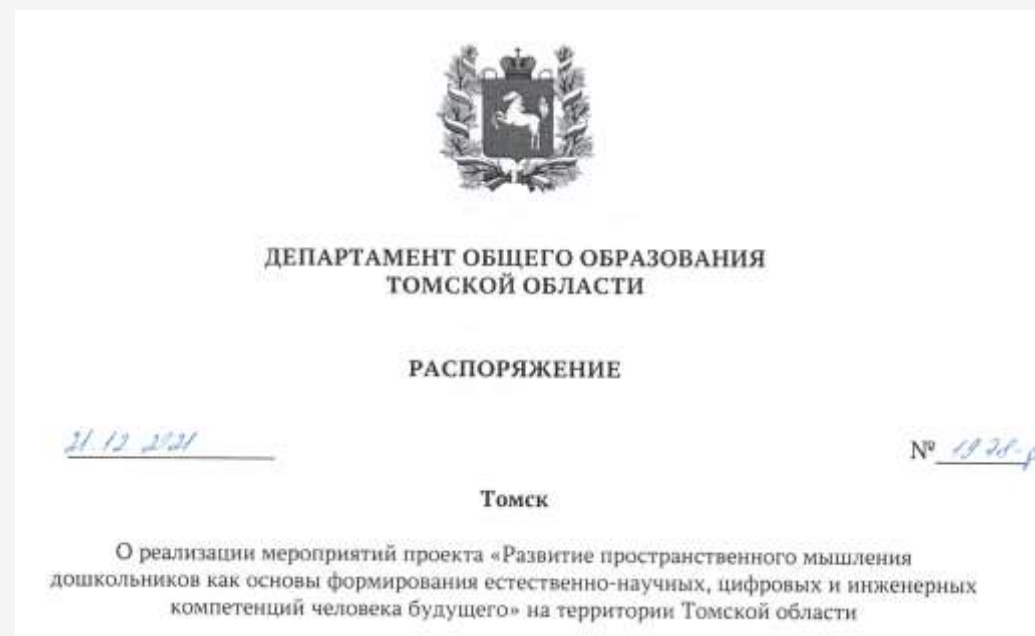 ДЕПАРТАМЕНТ ОБЩЕГО ОБРАЗОВАНИЯ
ТОМСКОЙ ОБЛАСТИ
РАСПОРЯЖЕНИЕ
21.12 2021
№ 1928-р
Томск
О реализации мероприятий проекта «Развитие пространственного мышления
дошкольников как основы формирования естественно-научных, цифровых и инженерных
компетенций человека будущего» на территории Томской области